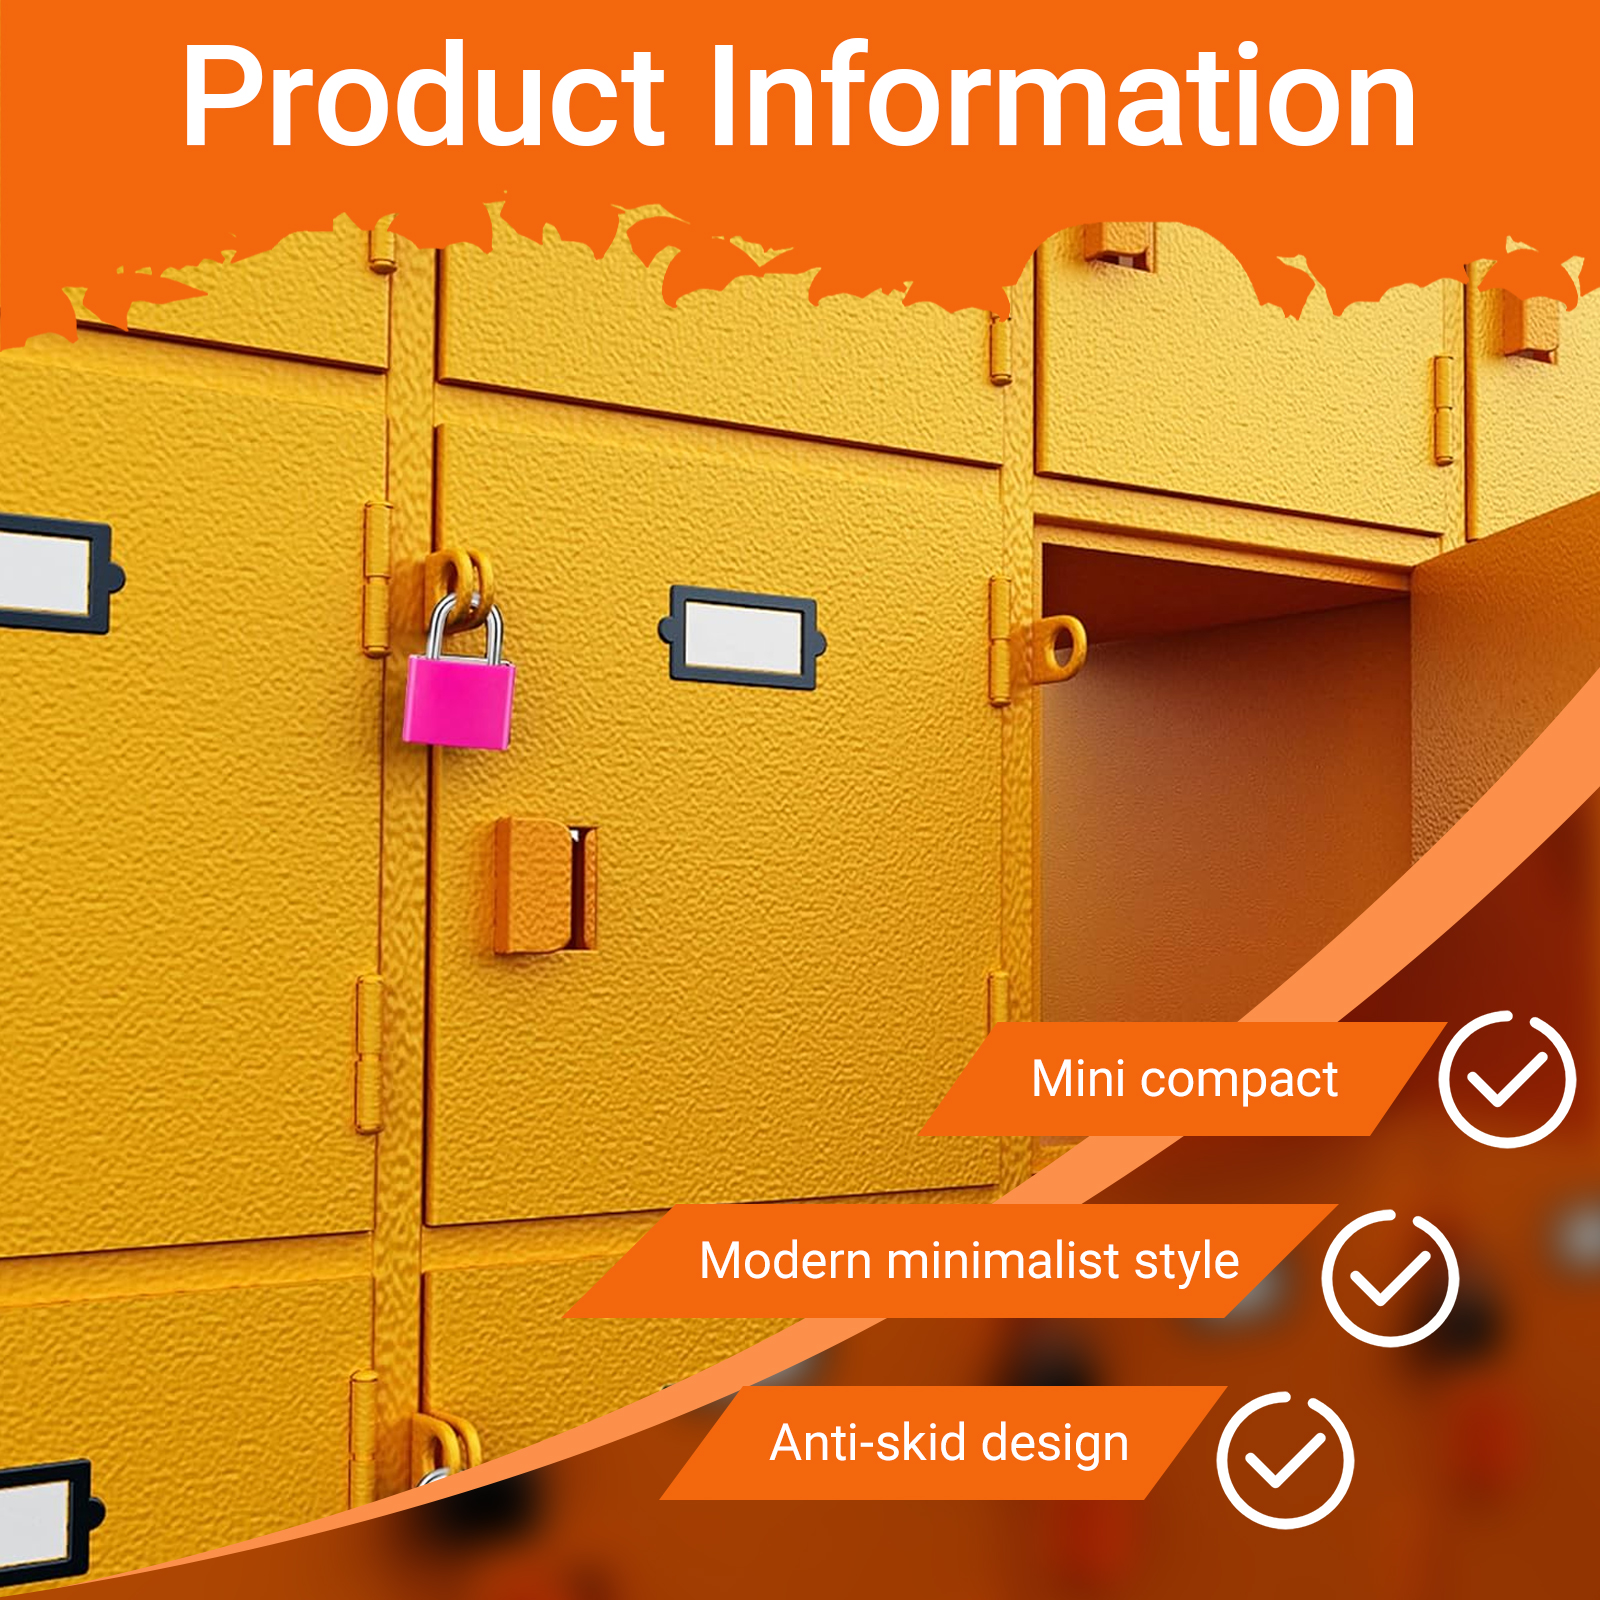 Product Information
Mini compact
Modern minimalist style
Anti-skid design